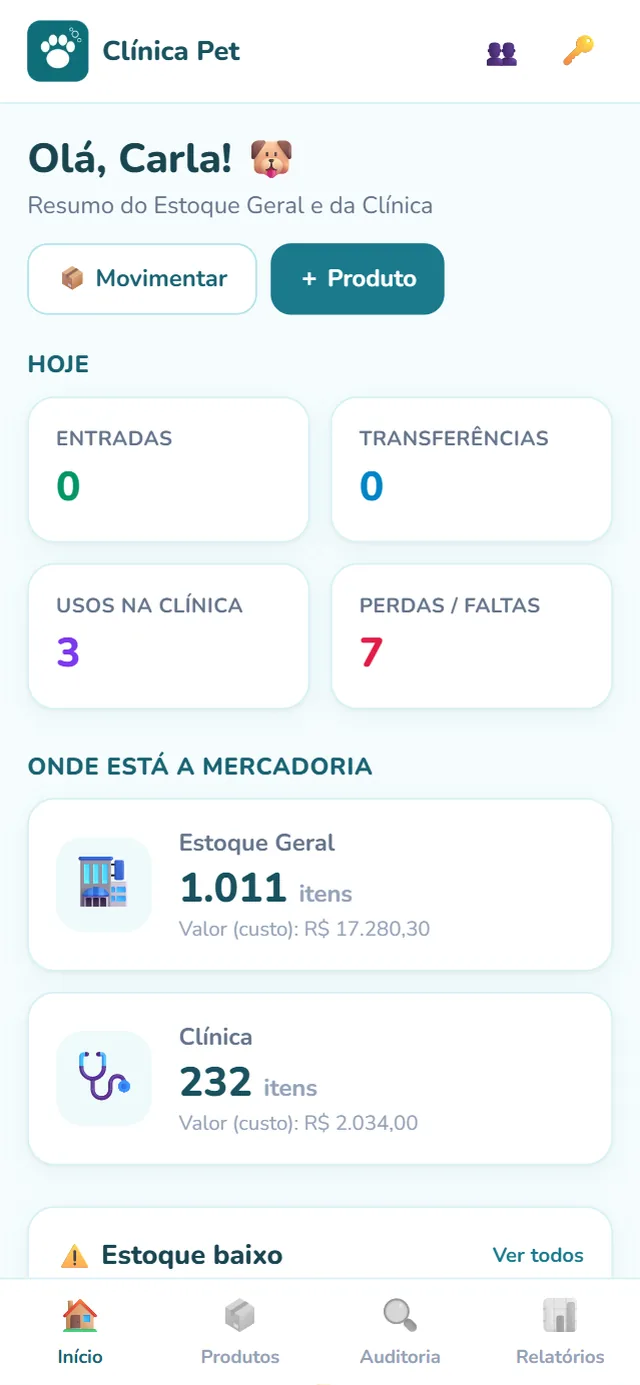 Clínica Pet
Olá, Carla!
Resumo do Estoque Geral e da Clínica
Movimentar
+ Produto
HOJE
ENTRADAS
0
TRANSFERÊNCIAS
0
USOS NA CLÍNICA
3
PERDAS / FALTAS
7
ONDE ESTÁ A MERCADORIA
Estoque Geral
1.011 itens
Valor (custo): R$ 17.280,30
Clínica
232 itens
Valor (custo): R$ 2.034,00
Estoque baixo
Ver todos
Início
Produtos
Auditoria
Relatórios